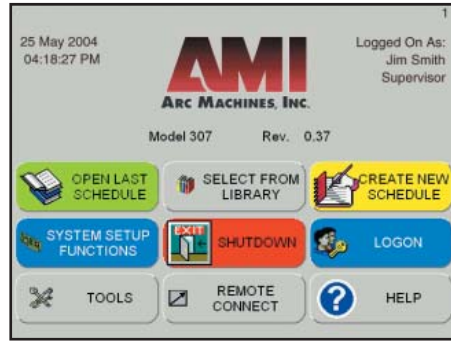 1
25 May 2004
04:18:27 PM
Logged On As:
Jim Smith
Supervisor
AMI
ARC MACHINES, INC.
Model 307 Rev. 0.37
OPEN LAST
SCHEDULE
SELECT FROM
LIBRARY
CREATE NEW
SCHEDULE
SYSTEM SETUP
FUNCTIONS
EXIT
SHUTDOWN
LOGON
TOOLS
REMOTE
CONNECT
?
HELP